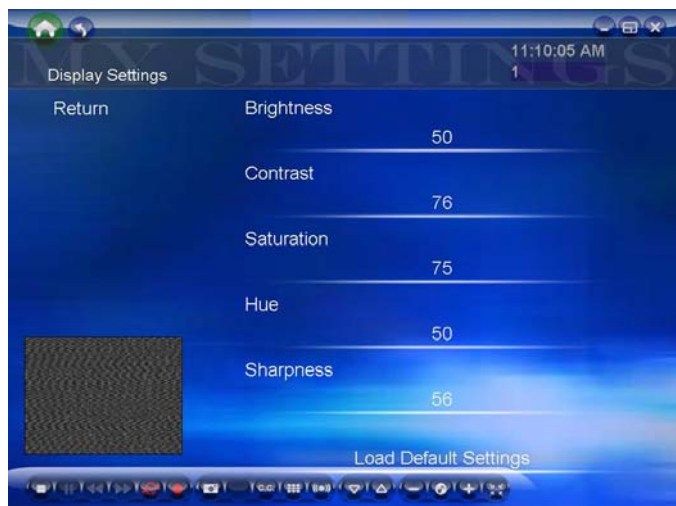 MY SETTINGS
11:10:05 AM
Display Settings
1
Return
Brightness
50
Contrast
76
Saturation
75
Hue
50
Sharpness
56
Load Default Settings
C.C.